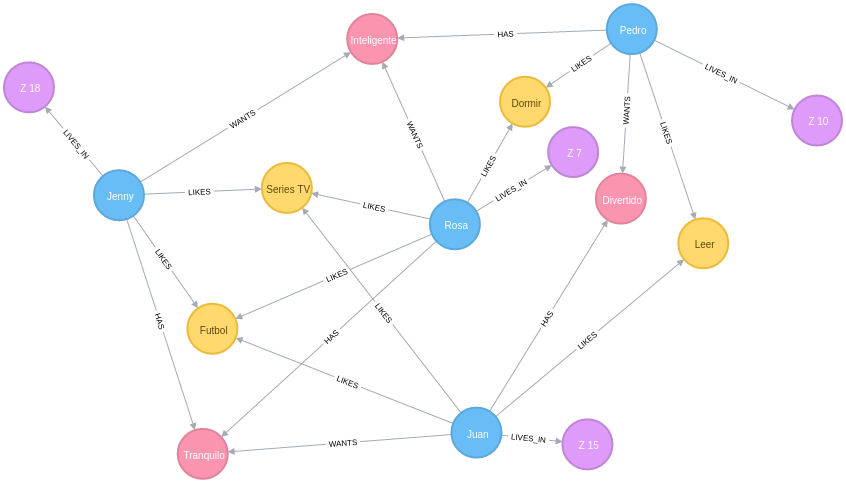 Pedro
HAS
Inteligente
LIKES
LIVES_IN
Z 18
Dormir
WANTS
WANTS
Z 10
LIVES_IN
WANTS
LIKES
Z 7
LIKES
Series TV
LIKES
LIVES_IN
Jenny
LIKES
Divertido
Rosa
Leer
LIKES
LIKES
HAS
LIKES
HAS
Futbol
HAS
LIKES
LIKES
Juan
WANTS
LIVES_IN
Z 15
Tranquilo